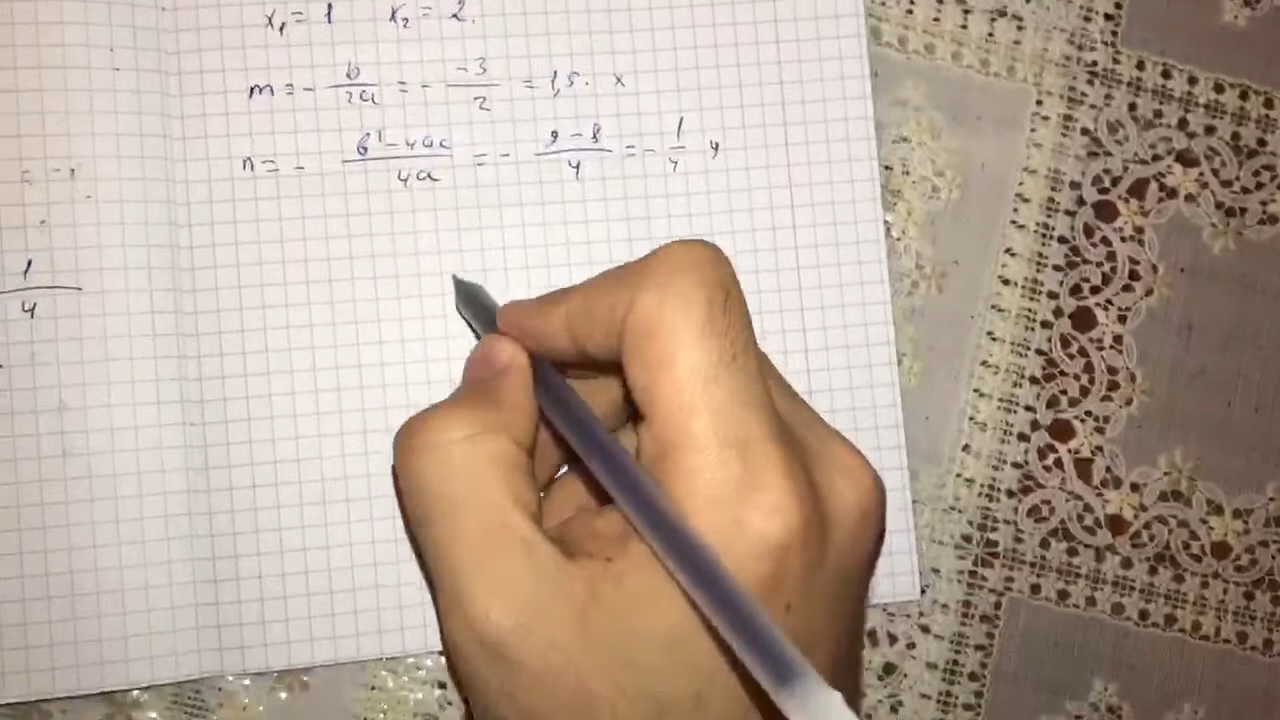 x₁ = 1 x₂ = 2.
m = - b/2a = - -3/2 = 1,5. x
n = - b² - 4ac/4a = - 9 - 8/4 = - 1/4 y
1/4